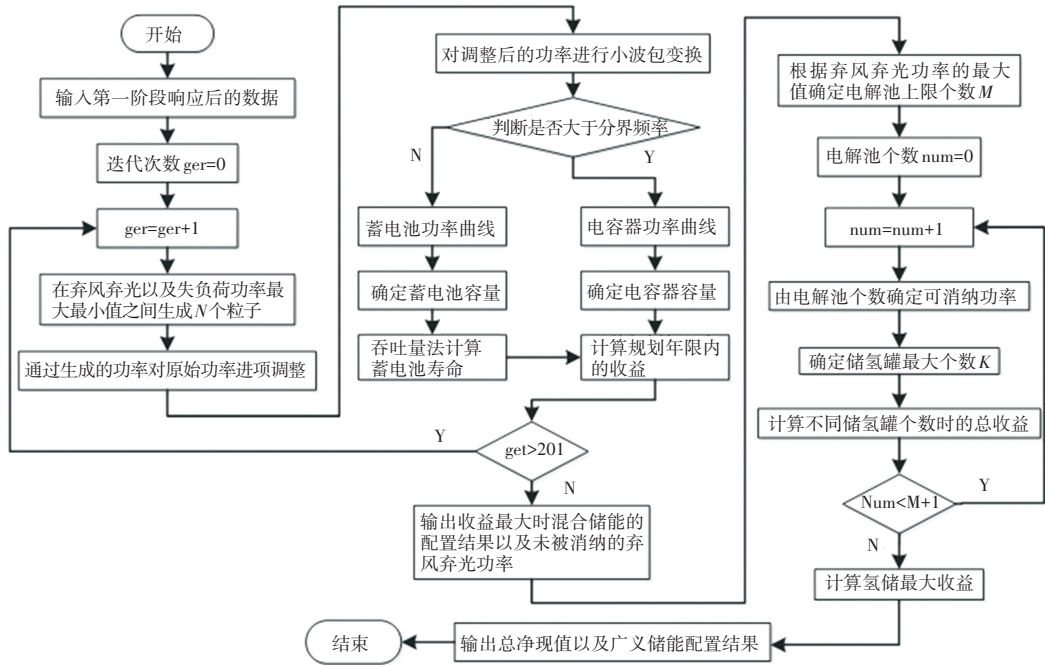 开始
输入第一阶段响应后的数据
迭代次数ger=0
ger=ger+1
在弃风弃光以及失负荷功率最
大最小值之间生成N个粒子
通过生成的功率对原始功率进项调整
对调整后的功率进行小波包变换
判断是否大于分界频率
N
Y
蓄电池功率曲线
电容器功率曲线
确定蓄电池容量
确定电容器容量
吞吐量法计算
蓄电池寿命
计算规划年限内
的收益
get>201
Y
N
输出收益最大时混合储能的
配置结果以及未被消纳的弃
风弃光功率
根据弃风弃光功率的最大
值确定电解池上限个数M
电解池个数num=0
num=num+1
由电解池个数确定可消纳功率
确定储氢罐最大个数K
计算不同储氢罐个数时的总收益
Num<M+1
Y
N
计算氢储最大收益
输出总净现值以及广义储能配置结果
结束